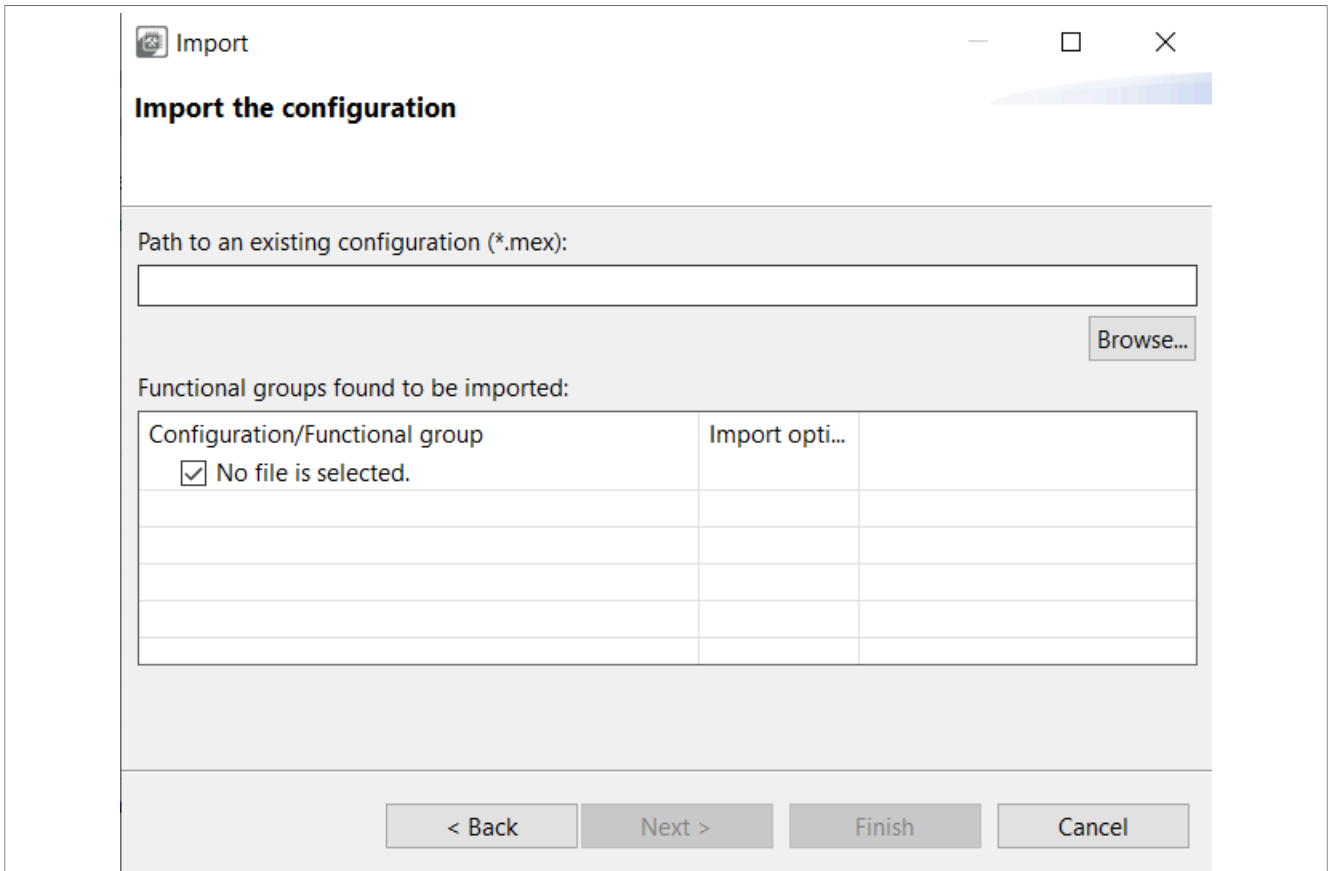 Import
Import the configuration
Path to an existing configuration (*.mex):
Browse...
Functional groups found to be imported:
Configuration/Functional group Import opti...
No file is selected.
< Back Next > Finish Cancel